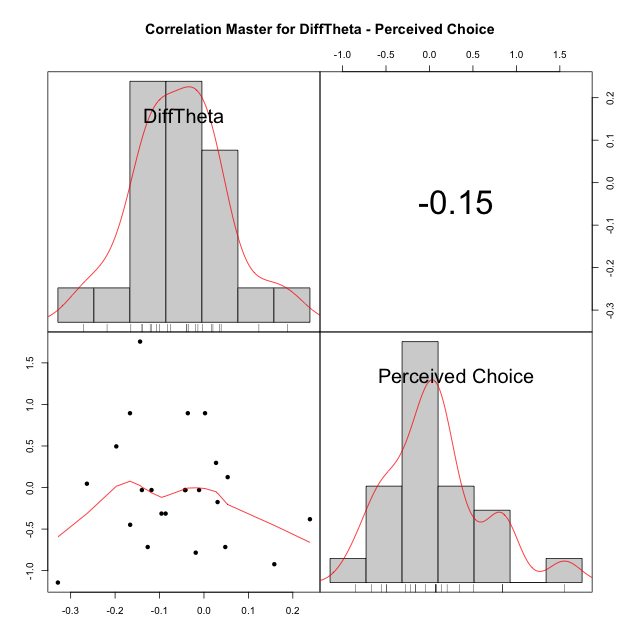 Correlation Master for DiffTheta - Perceived Choice
-1.0 -0.5 0.0 0.5 1.0 1.5
DiffTheta
-0.15
0.2
0.1
0.0
-0.1
-0.2
-0.3
1.5
1.0
0.5
0.0
-0.5
-1.0
Perceived Choice
-0.3 -0.2 -0.1 0.0 0.1 0.2